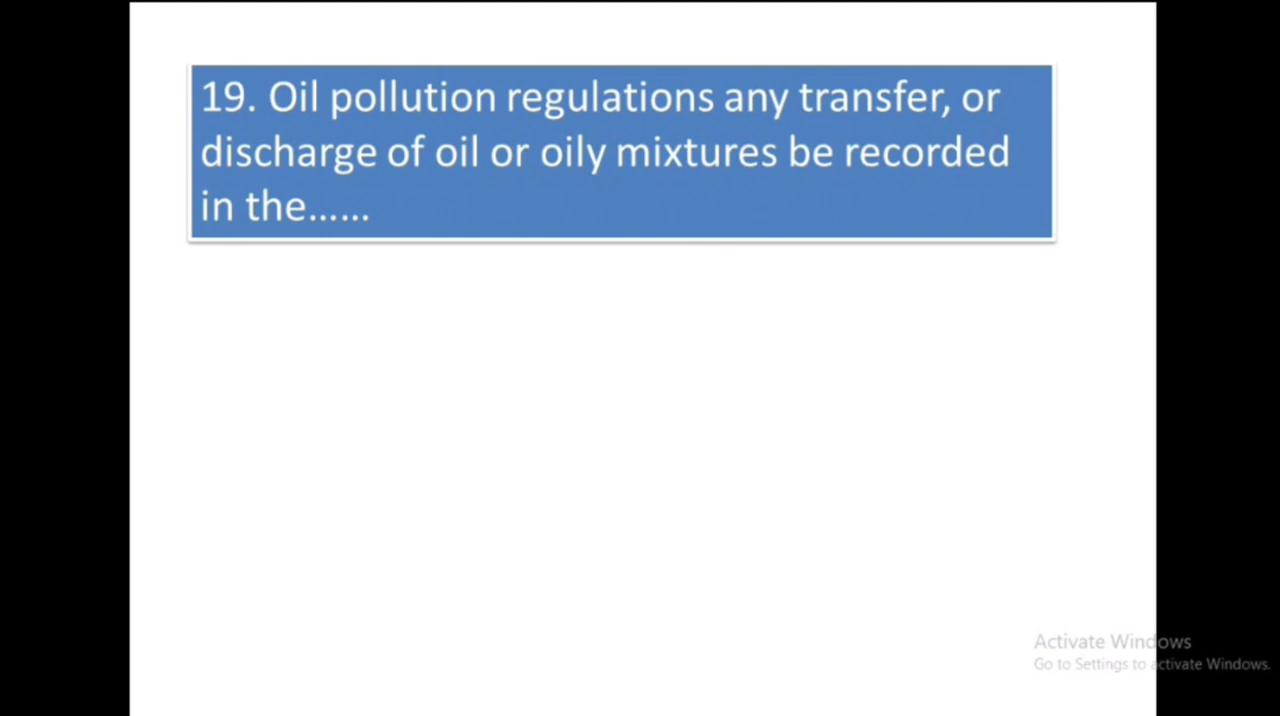 19. Oil pollution regulations any transfer, or
discharge of oil or oily mixtures be recorded
in the......
Activate Windows
Go to Settings to activate Windows.